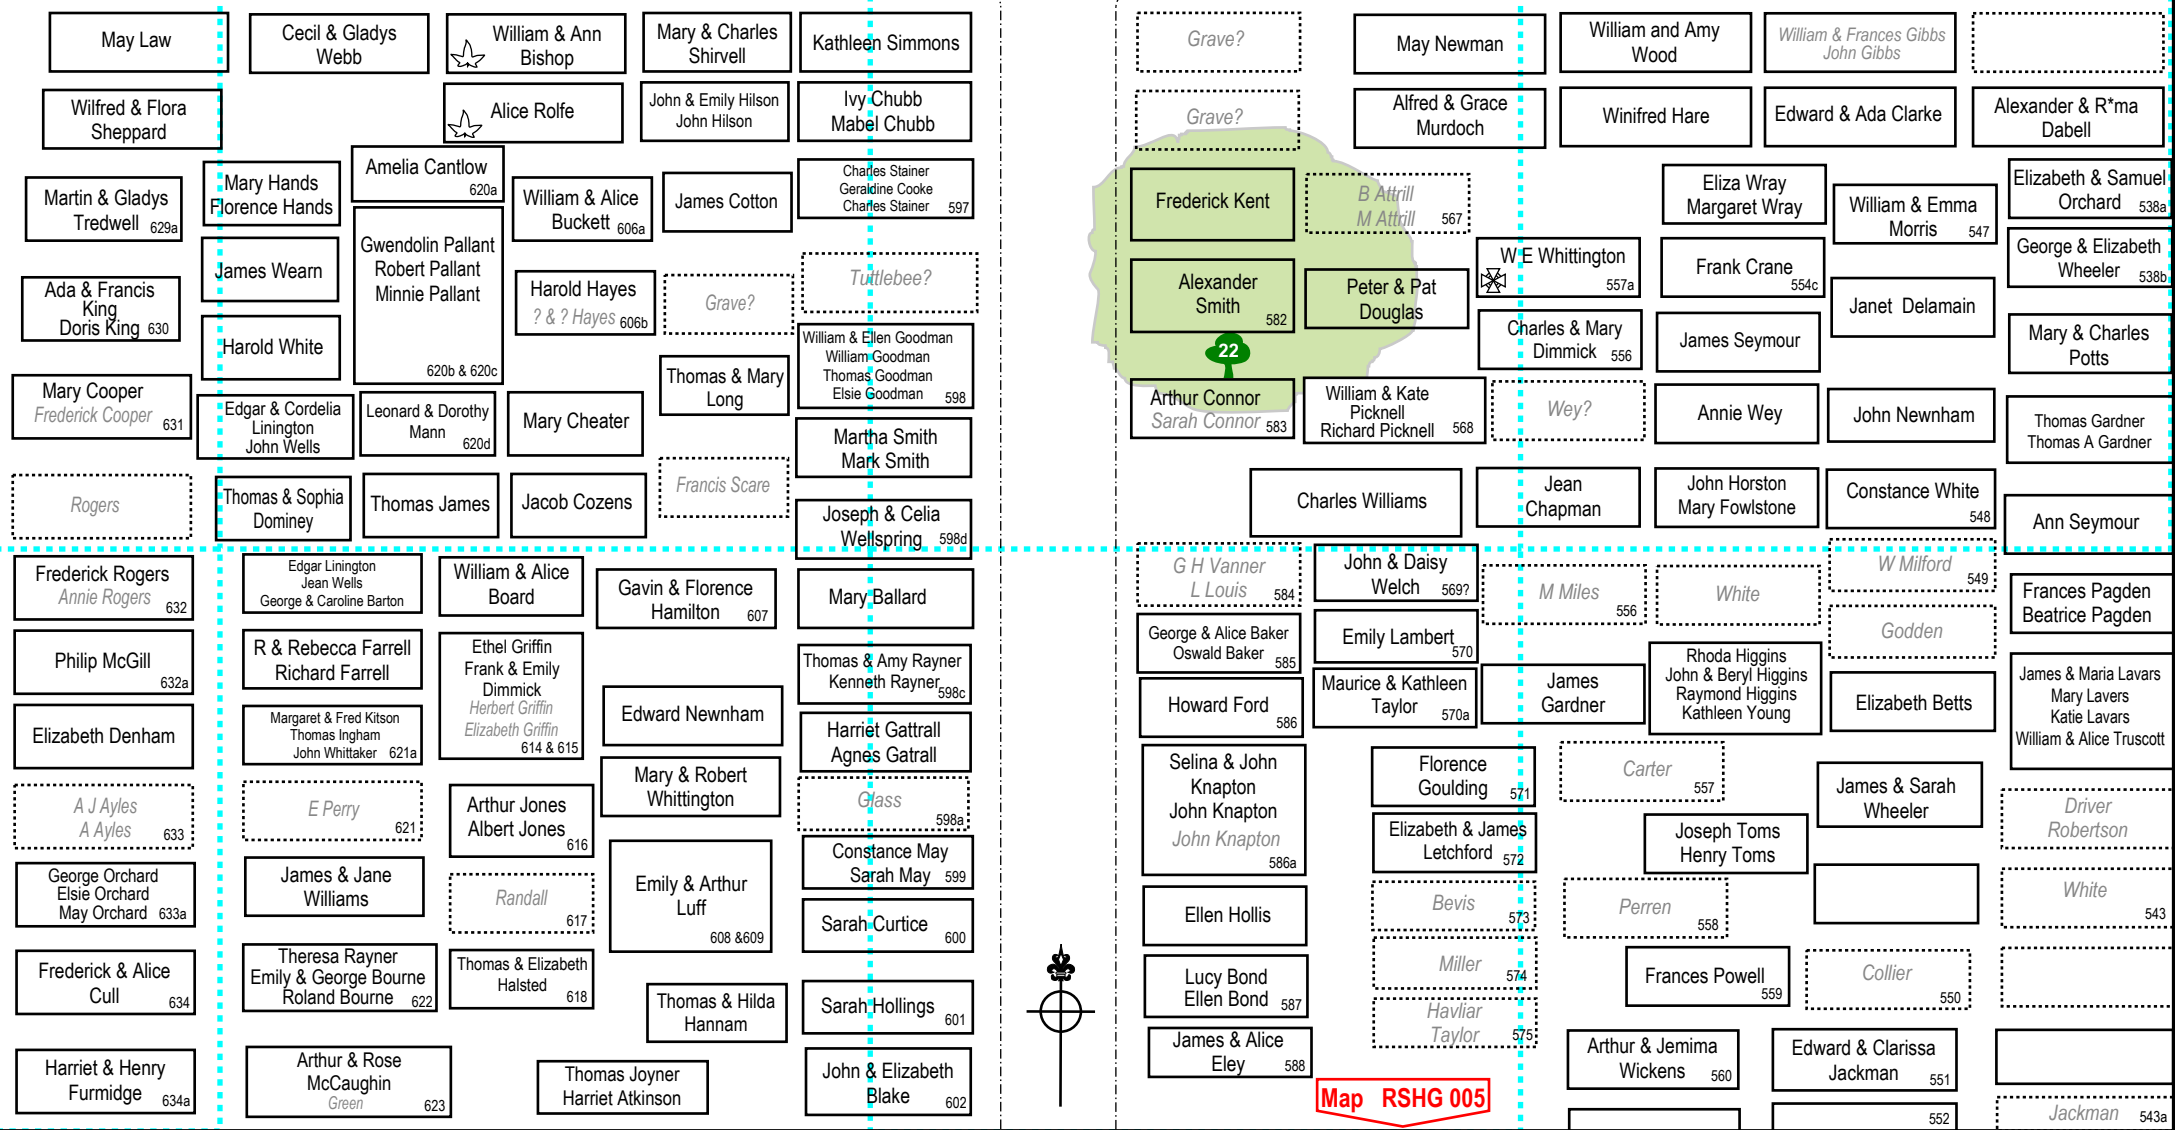 May Law
Cecil & Gladys
Webb
William & Ann
Bishop
Mary & Charles
Shirvell
Kathleen Simmons
Wilfred & Flora
Sheppard
Alice Rolfe
John & Emily Hilson
John Hilson
Ivy Chubb
Mabel Chubb
Martin & Gladys
Tredwell 629a
Mary Hands
Florence Hands
Amelia Cantlow
620a
William & Alice
Buckett 606a
James Cotton
Charles Stainer
Geraldine Cooke
Charles Stainer 597
James Wearn
Gwendolin Pallant
Robert Pallant
Minnie Pallant
620b & 620c
Ada & Francis
King
Doris King 630
Harold Hayes
? & ? Hayes 606b
Grave?
Tuttlebee?
Harold White
William & Ellen Goodman
William Goodman
Thomas Goodman
Elsie Goodman 598
Thomas & Mary
Long
Mary Cooper
Frederick Cooper 631
Edgar & Cordelia
Linington
John Wells
Leonard & Dorothy
Mann
620d
Mary Cheater
Martha Smith
Mark Smith
Rogers
Thomas & Sophia
Dominey
Thomas James
Jacob Cozens
Francis Scare
Joseph & Celia
Wellspring 598d
Frederick Rogers
Annie Rogers 632
Edgar Linington
Jean Wells
George & Caroline Barton
William & Alice
Board
Gavin & Florence
Hamilton 607
Mary Ballard
Philip McGill
632a
R & Rebecca Farrell
Richard Farrell
Ethel Griffin
Frank & Emily
Dimmick
Herbert Griffin
Elizabeth Griffin
614 & 615
Thomas & Amy Rayner
Kenneth Rayner 598c
Elizabeth Denham
Margaret & Fred Kitson
Thomas Ingham
John Whittaker 621a
Edward Newnham
Harriet Gattrall
Agnes Gatrall
A J Ayles
A Ayles 633
E Perry
621
Arthur Jones
Albert Jones
616
Mary & Robert
Whittington
Glass
598a
George Orchard
Elsie Orchard
May Orchard 633a
James & Jane
Williams
Randall
617
Emily & Arthur
Luff
608 &609
Constance May
Sarah May 599
Sarah Curtice
600
Frederick & Alice
Cull 634
Theresa Rayner
Emily & George Bourne
Roland Bourne 622
Thomas & Elizabeth
Halsted
618
Thomas & Hilda
Hannam
Sarah Hollings
601
Harriet & Henry
Furmidge 634a
Arthur & Rose
McCaughin
Green 623
Thomas Joyner
Harriet Atkinson
John & Elizabeth
Blake 602
Grave?
May Newman
William and Amy
Wood
William & Frances Gibbs
John Gibbs
Grave?
Alfred & Grace
Murdoch
Winifred Hare
Edward & Ada Clarke
Alexander & R*ma
Dabell
Frederick Kent
B Attrill
M Attrill 567
Eliza Wray
Margaret Wray
William & Emma
Morris 547
Elizabeth & Samuel
Orchard
538a
Alexander
Smith
582
Peter & Pat
Douglas
W E Whittington
557a
Frank Crane
554c
Janet Delamain
George & Elizabeth
Wheeler
538b
22
Charles & Mary
Dimmick 556
James Seymour
Mary & Charles
Potts
Arthur Connor
Sarah Connor 583
William & Kate
Picknell
Richard Picknell 568
Wey?
Annie Wey
John Newnham
Thomas Gardner
Thomas A Gardner
Charles Williams
Jean
Chapman
John Horston
Mary Fowlstone
Constance White
548
Ann Seymour
G H Vanner
L Louis 584
John & Daisy
Welch 569?
M Miles
556
White
W Milford
549
Frances Pagden
Beatrice Pagden
George & Alice Baker
Oswald Baker
585
Emily Lambert
570
Godden
Howard Ford
586
Maurice & Kathleen
Taylor 570a
James
Gardner
Rhoda Higgins
John & Beryl Higgins
Raymond Higgins
Kathleen Young
Elizabeth Betts
James & Maria Lavars
Mary Lavers
Katie Lavars
William & Alice Truscott
Selina & John
Knapton
John Knapton
John Knapton
586a
Florence
Goulding 571
Carter
557
James & Sarah
Wheeler
Driver
Robertson
Elizabeth & James
Letchford 572
Joseph Toms
Henry Toms
Ellen Hollis
Bevis
573
Perren
558
White
543
Lucy Bond
Ellen Bond 587
Miller
574
Frances Powell
559
Collier
550
Havliar
Taylor 575
James & Alice
Eley 588
Arthur & Jemima
Wickens 560
Edward & Clarissa
Jackman 551
Map RSHG 005
552
Jackman 543a